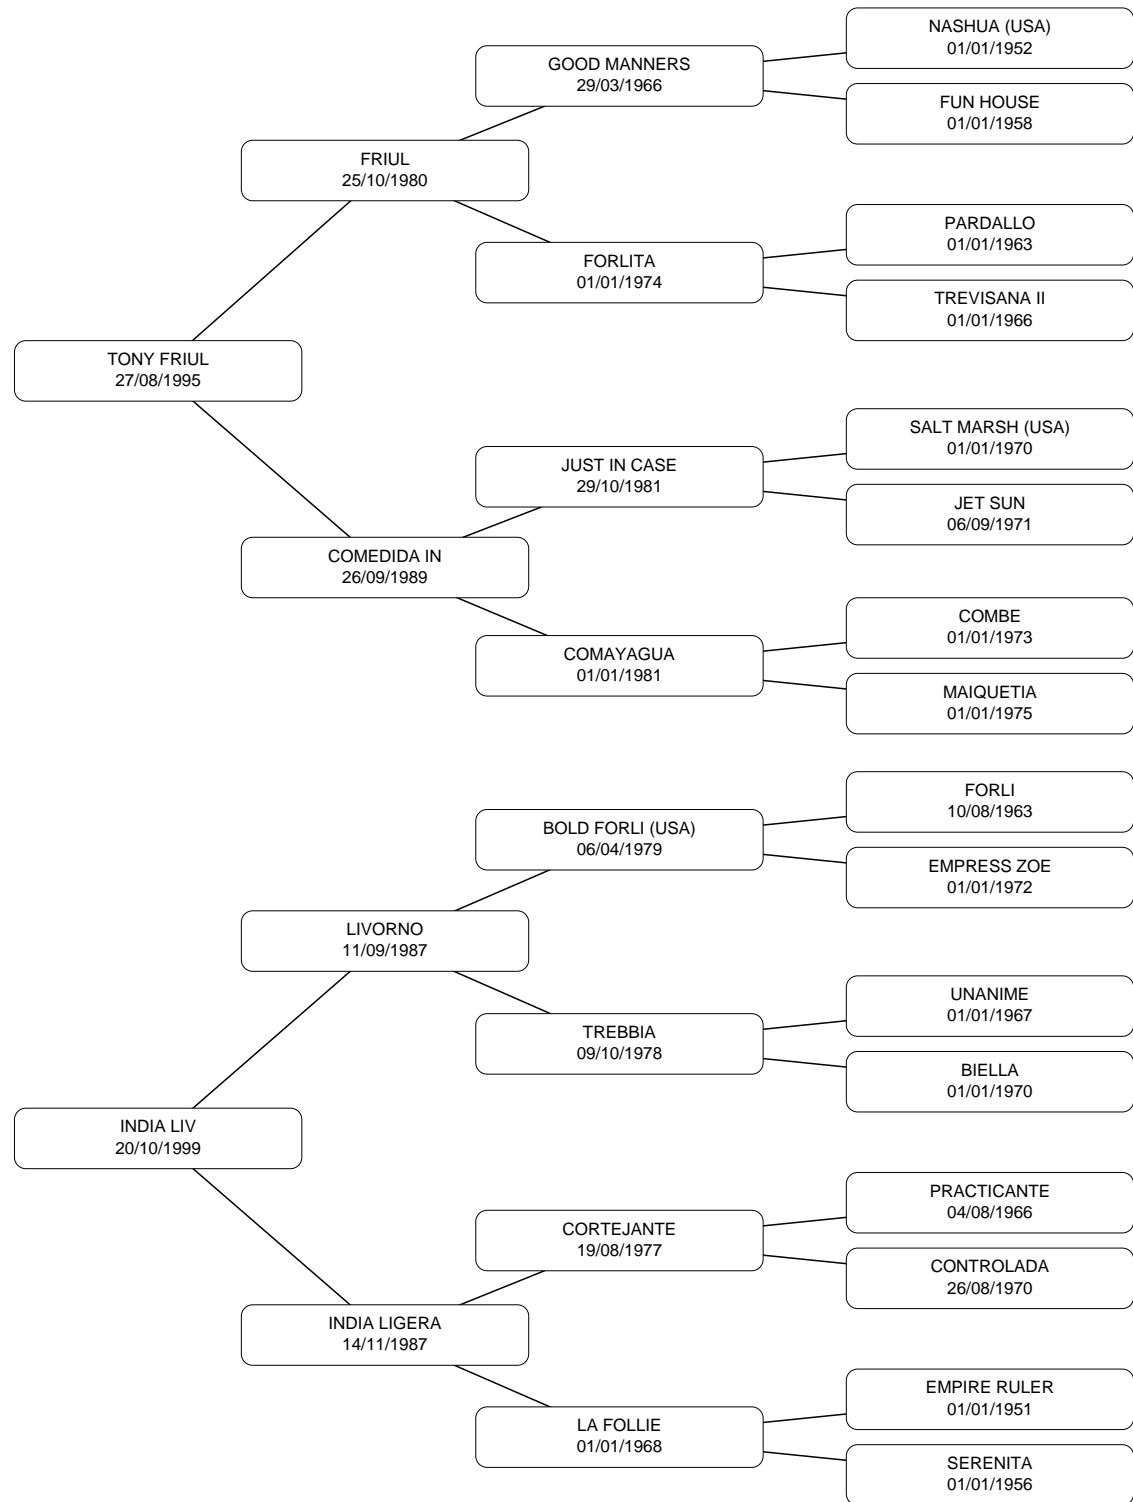 NASHUA (USA)
01/01/1952
GOOD MANNERS
29/03/1966
FUN HOUSE
01/01/1958
FRIUL
25/10/1980
PARDALLO
01/01/1963
FORLITA
01/01/1974
TREVISANA II
01/01/1966
TONY FRIUL
27/08/1995
SALT MARSH (USA)
01/01/1970
JUST IN CASE
29/10/1981
JET SUN
06/09/1971
COMEDIDA IN
26/09/1989
COMBE
01/01/1973
COMAYAGUA
01/01/1981
MAIQUETIA
01/01/1975
FORLI
10/08/1963
BOLD FORLI (USA)
06/04/1979
EMPRESS ZOE
01/01/1972
LIVORNO
11/09/1987
UNANIME
01/01/1967
TREBBIA
09/10/1978
BIELLA
01/01/1970
INDIA LIV
20/10/1999
PRACTICANTE
04/08/1966
CORTEJANTE
19/08/1977
CONTROLADA
26/08/1970
INDIA LIGERA
14/11/1987
EMPIRE RULER
01/01/1951
LA FOLLIE
01/01/1968
SERENITA
01/01/1956